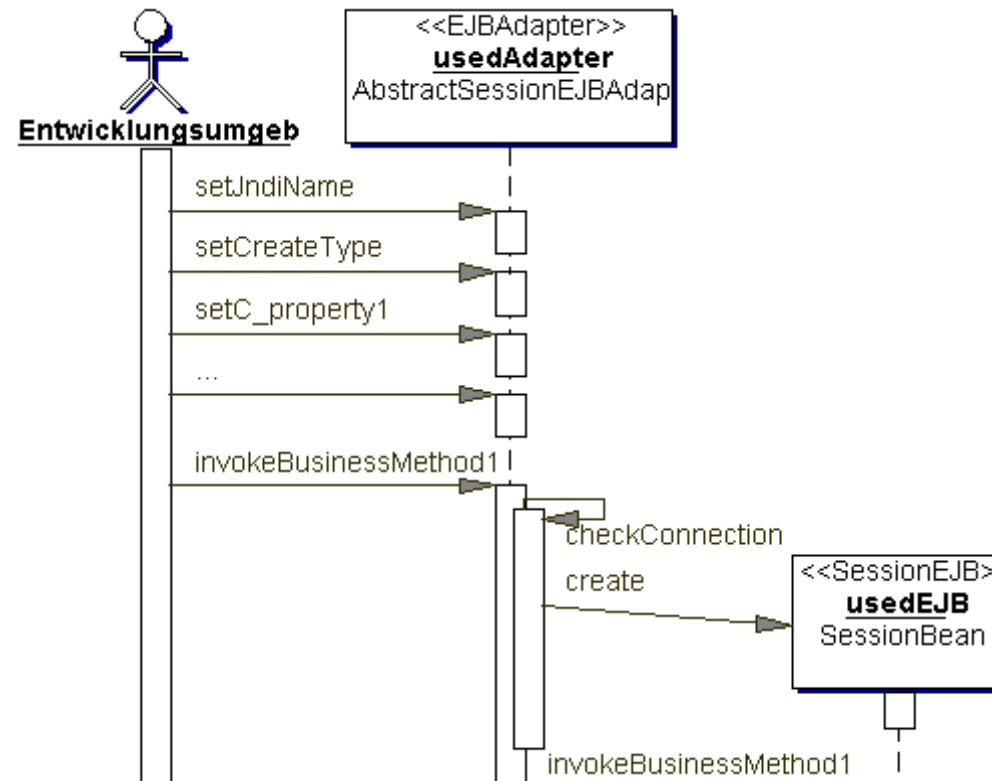 <<EJBAdapter>>
usedAdapter
AbstractSessionEJBAdap
Entwicklungsumgeb
setJndiName
setCreateType
setC_property1
...
invokeBusinessMethod1
checkConnection
create
<<SessionEJB>
usedEJB
SessionBean
invokeBusinessMethod1